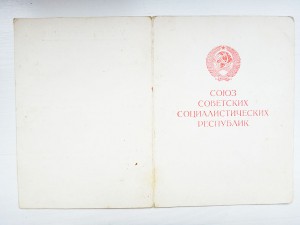 СОЮЗ
СОВЕТСКИХ
СОЦИАЛИСТИЧЕСКИХ
РЕСПУБЛИК